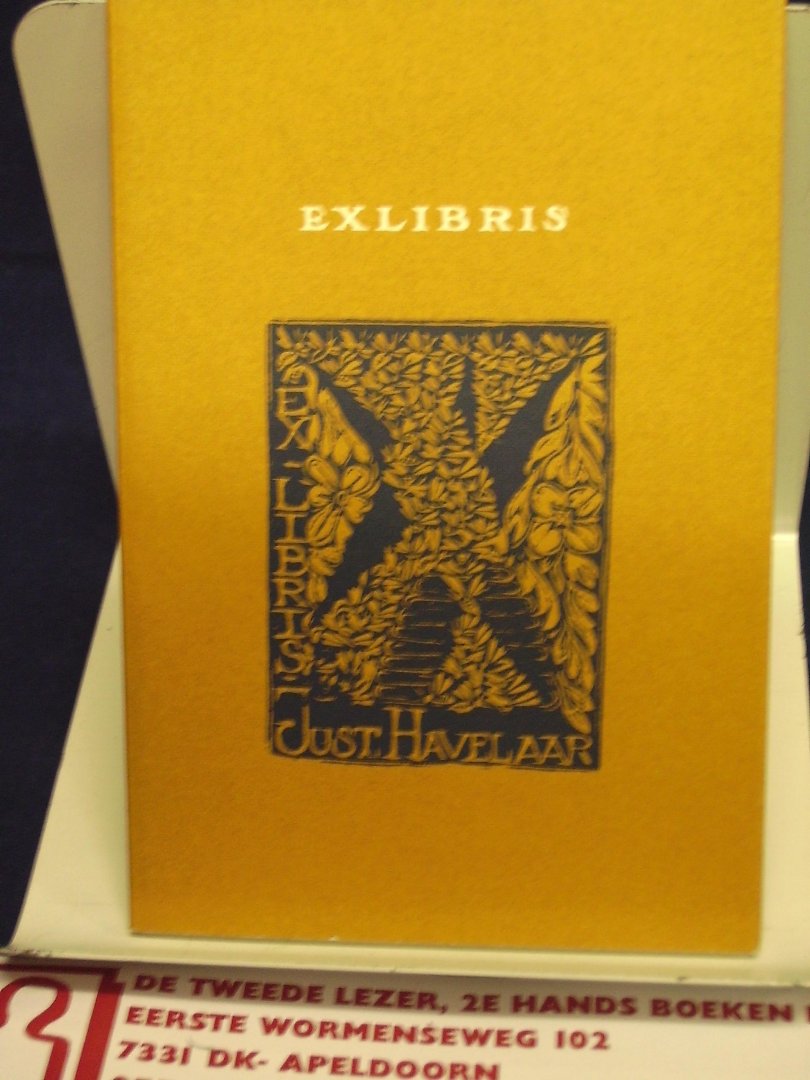 EXLIBRIS
EX-LIBRIS-
JUST. HAVELAAR
DE TWEEDE LEZER, 2E HANDS BOEKEN
EERSTE WORMENSEWEG 102
7331 DK- APELDOORN